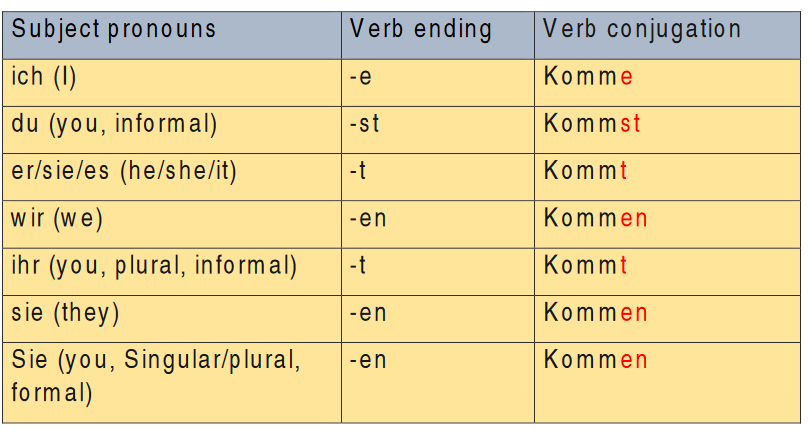 Subject pronouns Verb ending Verb conjugation
ich (I) -e Komme
du (you, informal) -st Kommst
er/sie/es (he/she/it) -t Kommt
wir (we) -en Kommen
ihr (you, plural, informal) -t Kommt
sie (they) -en Kommen
Sie (you, Singular/plural, -en Kommen
formal)